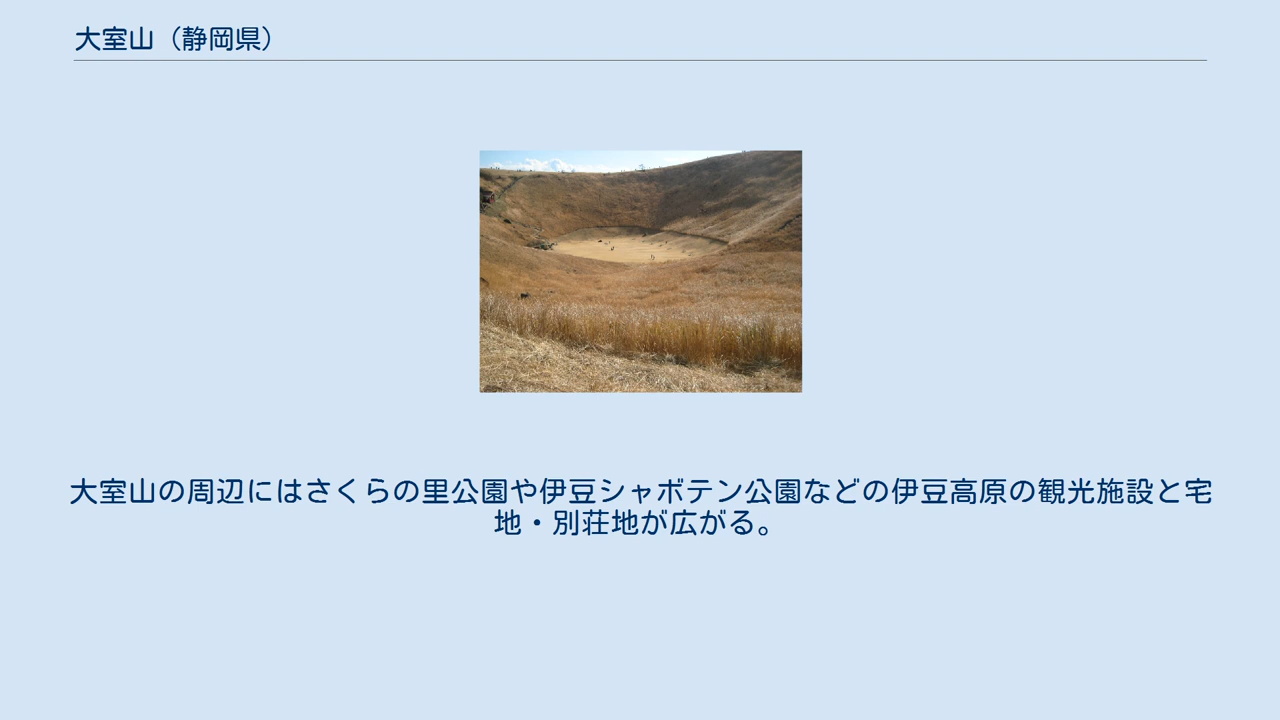 大室山（静岡県）
大室山の周辺にはさくらの里公園や伊豆シャボテン公園などの伊豆高原の観光施設と宅
地・別荘地が広がる。